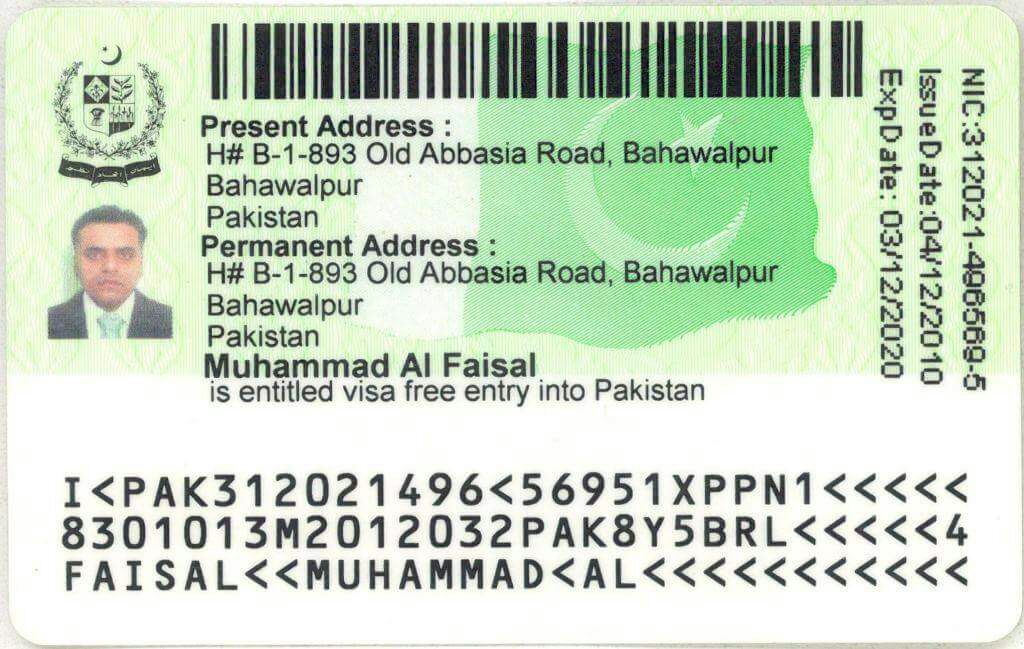 Present Address :
H# B-1-893 Old Abbasia Road, Bahawalpur
Bahawalpur
Pakistan
Permanent Address :
H# B-1-893 Old Abbasia Road, Bahawalpur
Bahawalpur
Pakistan
Muhammad Al Faisal
is entitled visa free entry into Pakistan
NIC:312021-496569-5
IssueDate:04/12/2010
ExpDate: 03/12/2020
I<PAK312021496<56951XPPN1<<<<<
8301013M2012032PAK8Y5BRL<<<<<4
FAISAL<<MUHAMMAD<AL<<<<<<<<<<<